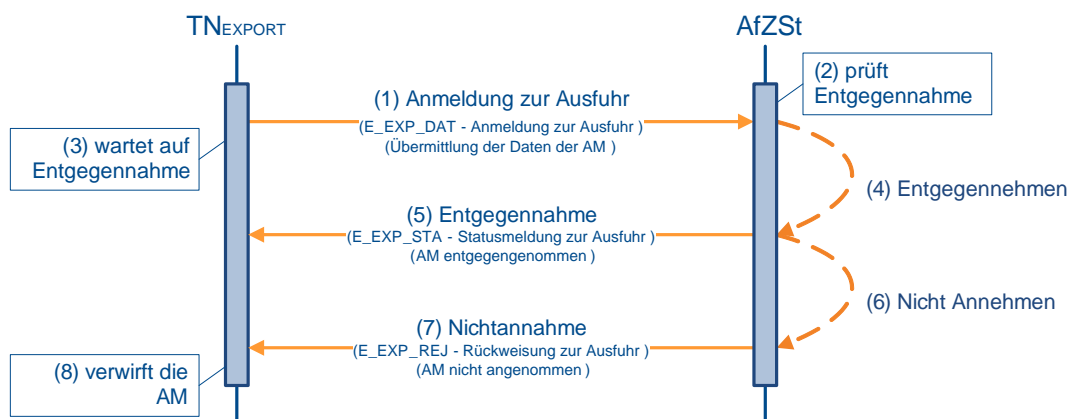 TNEXPORT
AfZSt
(2) prüft
Entgegennahme
(1) Anmeldung zur Ausfuhr
(E_EXP_DAT - Anmeldung zur Ausfuhr )
(Übermittlung der Daten der AM )
(3) wartet auf
Entgegennahme
(4) Entgegennehmen
(5) Entgegennahme
(E_EXP_STA - Statusmeldung zur Ausfuhr )
(AM entgegengenommen )
(6) Nicht Annehmen
(7) Nichtannahme
(E_EXP_REJ - Rückweisung zur Ausfuhr )
(AM nicht angenommen )
(8) verwirft die
AM